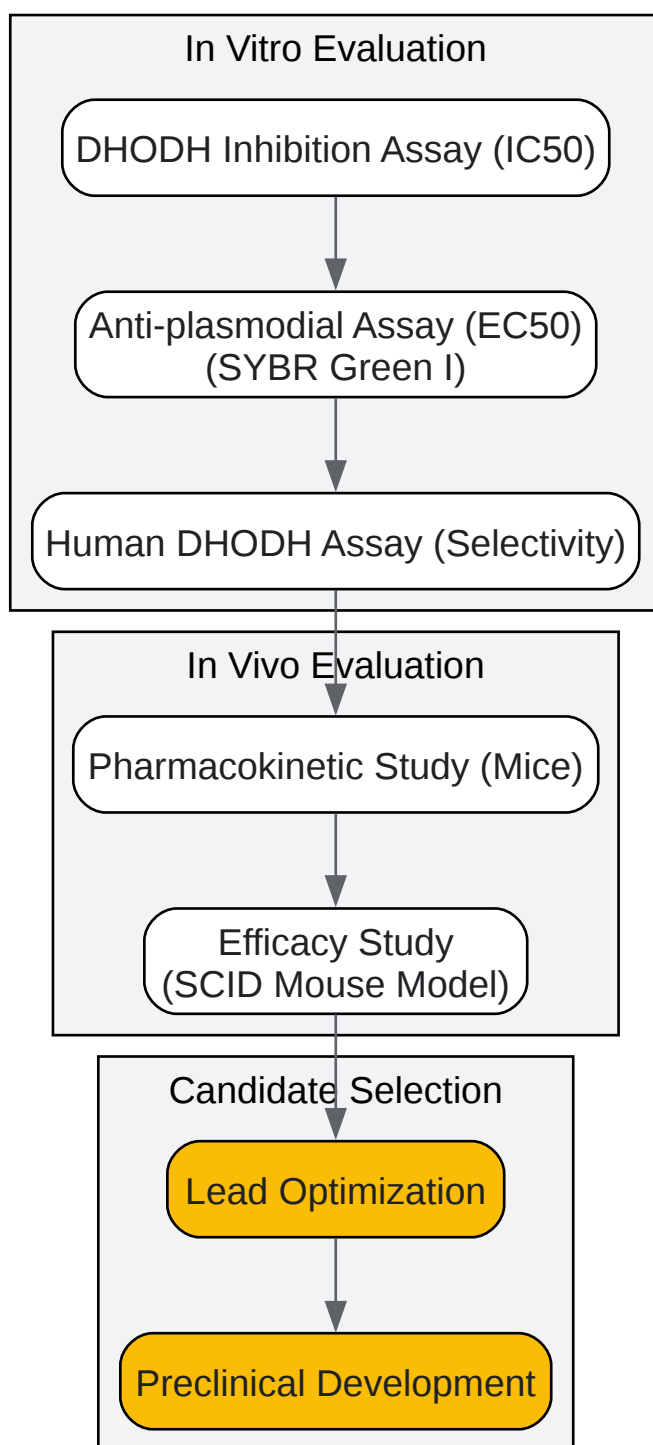 In Vitro Evaluation
DHODH Inhibition Assay (IC50)
Anti-plasmodial Assay (EC50)
(SYBR Green I)
Human DHODH Assay (Selectivity)
In Vivo Evaluation
Pharmacokinetic Study (Mice)
Efficacy Study
(SCID Mouse Model)
Candidate Selection
Lead Optimization
Preclinical Development